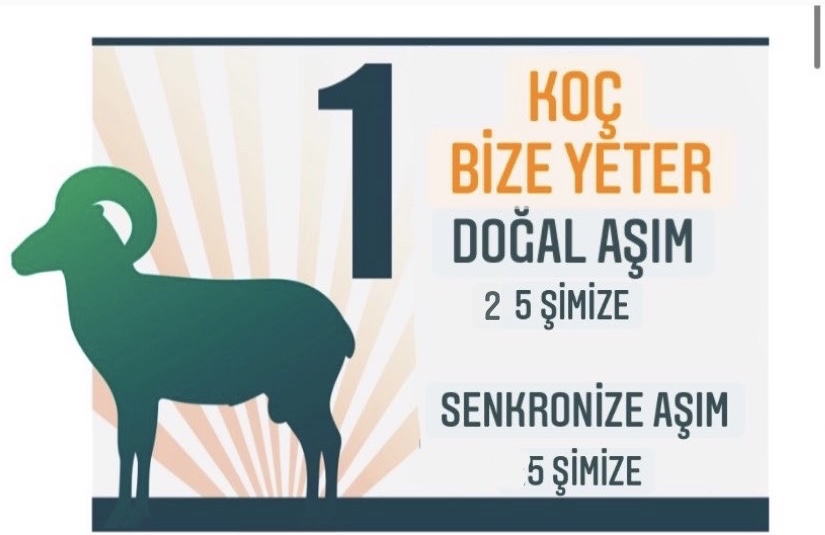 1
KOÇ
BİZE YETER
DOĞAL AŞIM
2 5 ŞİMİZE
SENKRONİZE AŞIM
5 ŞİMİZE